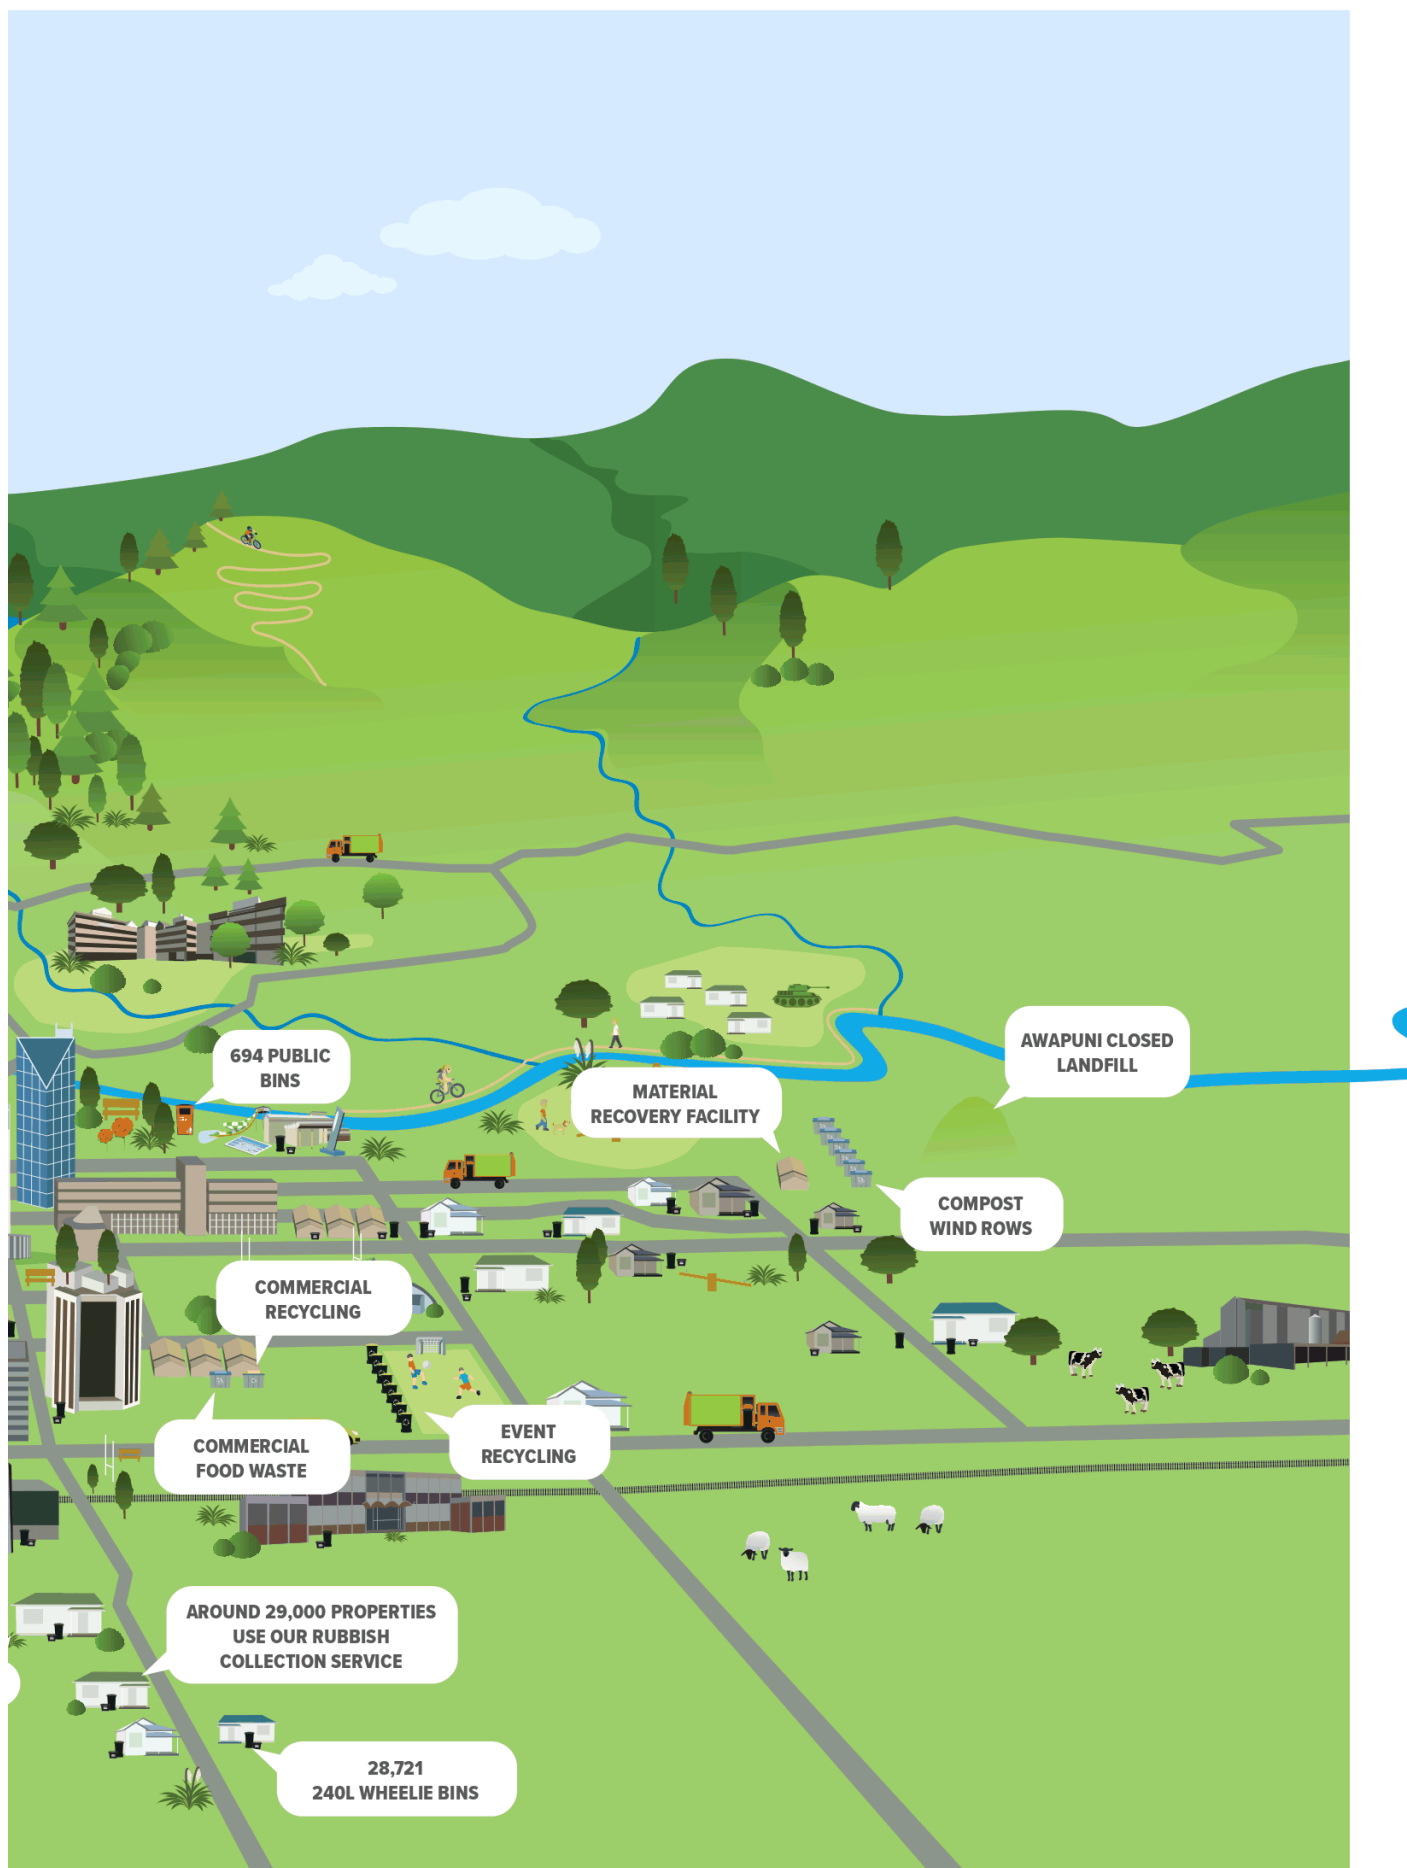 694 PUBLIC
BINS
AWAPUNI CLOSED
LANDFILL
MATERIAL
RECOVERY FACILITY
COMPOST
WIND ROWS
COMMERCIAL
RECYCLING
COMMERCIAL
FOOD WASTE
EVENT
RECYCLING
AROUND 29,000 PROPERTIES
USE OUR RUBBISH
COLLECTION SERVICE
28,721
240L WHEELIE BINS